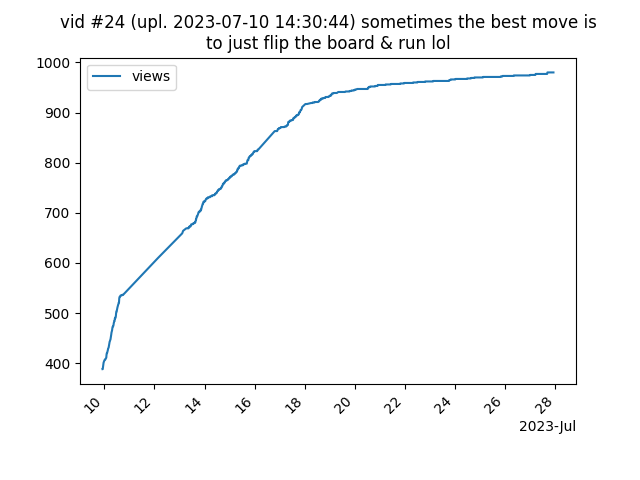 vid #24 (upl. 2023-07-10 14:30:44) sometimes the best move is
to just flip the board & run lol
views
1000
900
800
700
600
500
400
10 12 14 16 18 20 22 24 26 28
2023-Jul